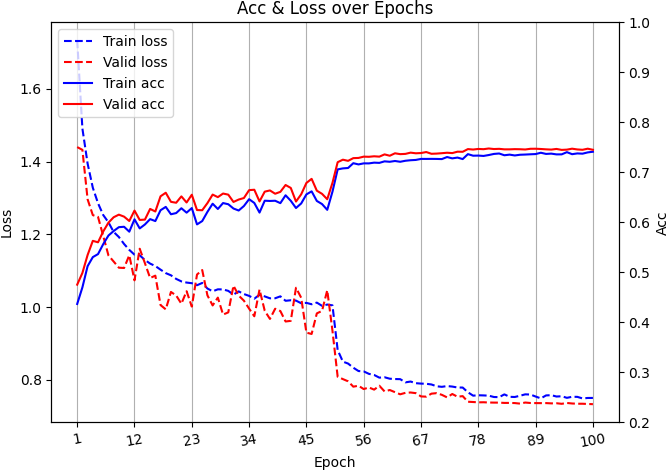 Acc & Loss over Epochs
Train loss
Valid loss
Train acc
Valid acc
Loss
1.6
1.4
1.2
1.0
0.8
1.0
0.9
0.8
0.7
0.6
0.5
0.4
0.3
0.2
Acc
1 12 23 34 45 56 67 78 89 100
Epoch